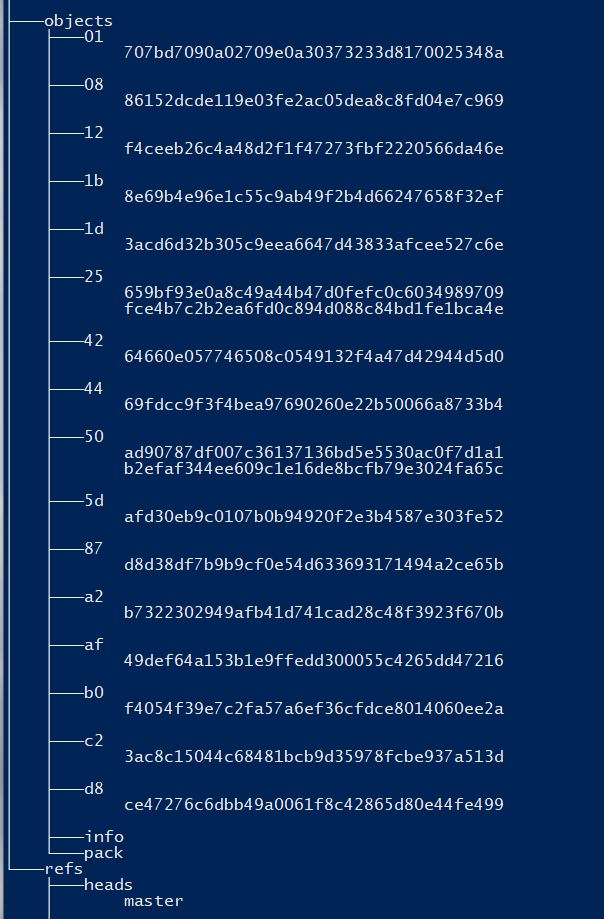 objects
01
707bd7090a02709e0a30373233d8170025348a
08
86152dcde119e03fe2ac05dea8c8fd04e7c969
12
f4ceeb26c4a48d2f1f47273fbf2220566da46e
1b
8e69b4e96e1c55c9ab49f2b4d66247658f32ef
1d
3acd6d32b305c9eea6647d43833afcee527c6e
25
659bf93e0a8c49a44b47d0fefc0c6034989709
fce4b7c2b2ea6fd0c894d088c84bd1fe1bca4e
42
64660e057746508c0549132f4a47d42944d5d0
44
69fdcc9f3f4bea97690260e22b50066a8733b4
50
ad90787df007c36137136bd5e5530ac0f7d1a1
b2efaf344ee609c1e16de8bcfb79e3024fa65c
5d
afd30eb9c0107b0b94920f2e3b4587e303fe52
87
d8d38df7b9b9cf0e54d633693171494a2ce65b
a2
b7322302949afb41d741cad28c48f3923f670b
af
49def64a153b1e9ffedd300055c4265dd47216
b0
f4054f39e7c2fa57a6ef36cfdce8014060ee2a
c2
3ac8c15044c68481bcb9d35978fcbe937a513d
d8
ce47276c6dbb49a0061f8c42865d80e44fe499
info
pack
refs
heads
master